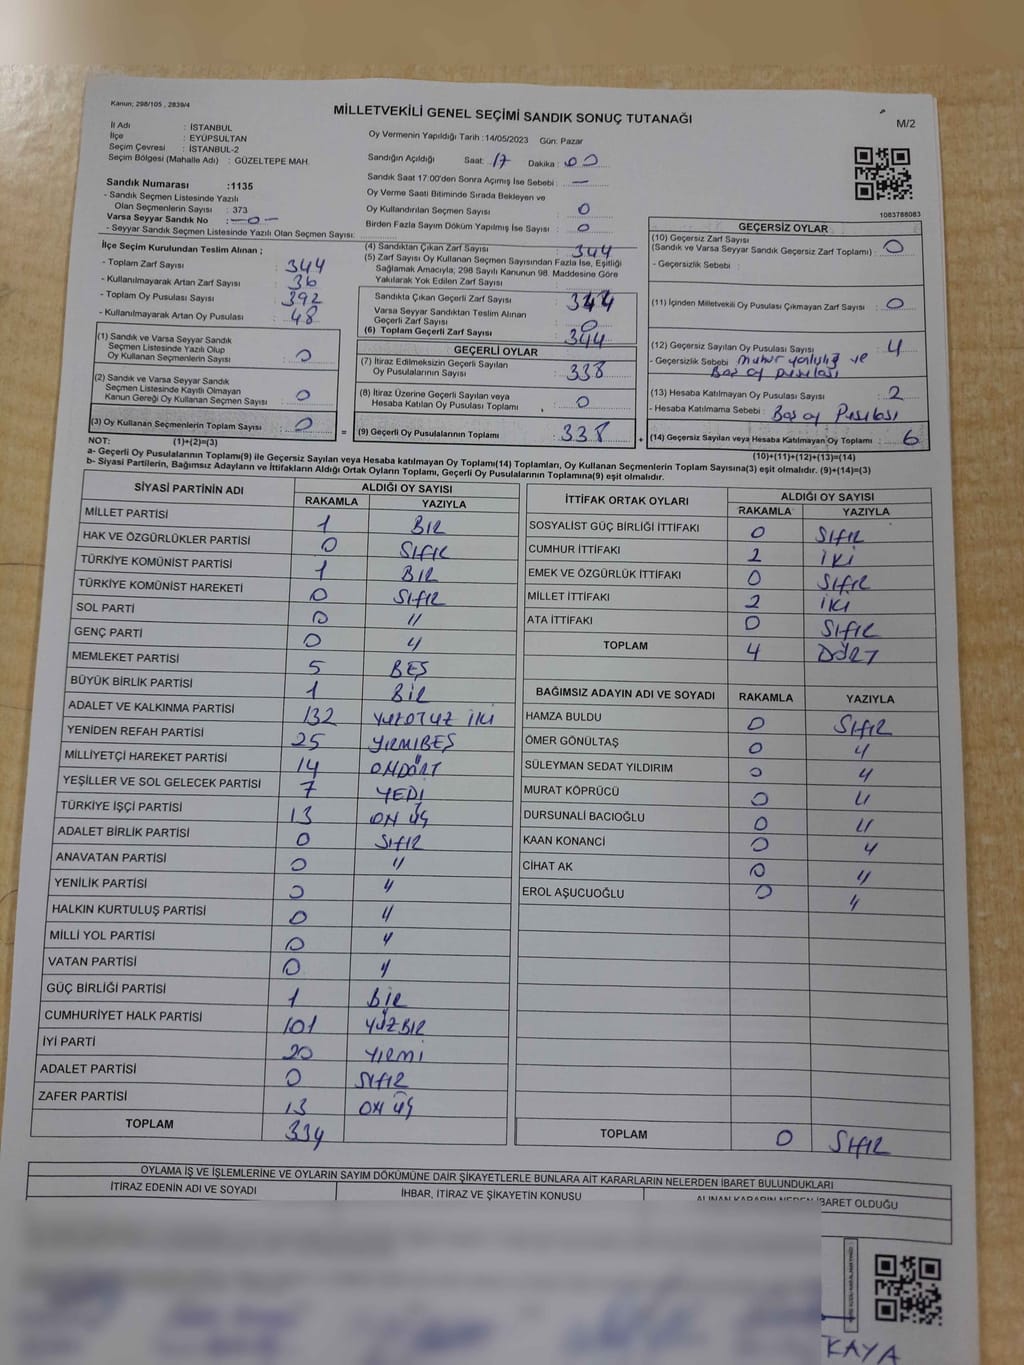 Kanun; 298/105 , 2839/4
MİLLETVEKİLİ GENEL SEÇİMİ SANDIK SONUÇ TUTANAĞI
M/2
İl Adı : İSTANBUL
İlçe : EYÜPSULTAN
Seçim Çevresi : İSTANBUL-2
Seçim Bölgesi (Mahalle Adı) : GÜZELTEPE MAH.
Oy Vermenin Yapıldığı Tarih :14/05/2023 Gün: Pazar
Sandığın Açıldığı Saat: 17 Dakika : 00
Sandık Saat 17:00'den Sonra Açımış İse Sebebi : —
Oy Verme Saati Bitiminde Sırada Bekleyen ve
Oy Kullandırılan Seçmen Sayısı : 0
Birden Fazla Sayım Döküm Yapılmış İse Sayısı : 0
1083788083
Sandık Numarası :1135
- Sandık Seçmen Listesinde Yazılı
Olan Seçmenlerin Sayısı : 373
Varsa Seyyar Sandık No : -0-
- Seyyar Sandık Seçmen Listesinde Yazılı Olan Seçmen Sayısı:
İlçe Seçim Kurulundan Teslim Alınan ;
- Toplam Zarf Sayısı : 344
- Kullanılmayarak Artan Zarf Sayısı : 36
- Toplam Oy Pusulası Sayısı : 392
- Kullanılmayarak Artan Oy Pusulası : 48
(1) Sandık ve Varsa Seyyar Sandık
Seçmen Listesinde Yazılı Olup
Oy Kullanan Seçmenlerin Sayısı : 0
(2) Sandık ve Varsa Seyyar Sandık
Seçmen Listesinde Kayıtlı Olmayan
Kanun Gereği Oy Kullanan Seçmen Sayısı : 0
(3) Oy Kullanan Seçmenlerin Toplam Sayısı : 0
(4) Sandıktan Çıkan Zarf Sayısı : 344
(5) Zarf Sayısı Oy Kullanan Seçmen Sayısından Fazla İse, Eşitliği
Sağlamak Amacıyla; 298 Sayılı Kanunun 98. Maddesine Göre
Yakılarak Yok Edilen Zarf Sayısı :
Sandıkta Çıkan Geçerli Zarf Sayısı : 344
Varsa Seyyar Sandıktan Teslim Alınan
Geçerli Zarf Sayısı : 0
(6) Toplam Geçerli Zarf Sayısı : 344
GEÇERLİ OYLAR
(7) İtiraz Edilmeksizin Geçerli Sayılan
Oy Pusulalarının Sayısı : 338
(8) İtiraz Üzerine Geçerli Sayılan veya
Hesaba Katılan Oy Pusulası Toplamı : 0
= (9) Geçerli Oy Pusulalarının Toplamı : 338 +
GEÇERSİZ OYLAR
(10) Geçersiz Zarf Sayısı
(Sandık ve Varsa Seyyar Sandık Geçersiz Zarf Toplamı) : 0
- Geçersizlik Sebebi :
(11) İçinden Milletvekili Oy Pusulası Çıkmayan Zarf Sayısı : 0
(12) Geçersiz Sayılan Oy Pusulası Sayısı : 4
- Geçersizlik Sebebi : Mühür yanlışlığı ve
Boş oy pusulası
(13) Hesaba Katılmayan Oy Pusulası Sayısı : 2
- Hesaba Katılmama Sebebi : Boş oy Pusulası
(14) Geçersiz Sayılan veya Hesaba Katılmayan Oy Toplamı : 6
NOT: (1)+(2)=(3)
(10)+(11)+(12)+(13)=(14)
a- Geçerli Oy Pusulalarının Toplamı(9) ile Geçersiz Sayılan veya Hesaba katılmayan Oy Toplamı(14) Toplamları, Oy Kullanan Seçmenlerin Toplam Sayısına(3) eşit olmalıdır. (9)+(14)=(3)
b- Siyasi Partilerin, Bağımsız Adayların ve İttifakların Aldığı Ortak Oyların Toplamı, Geçerli Oy Pusulalarının Toplamına(9) eşit olmalıdır.
SİYASİ PARTİNİN ADI ALDIĞI OY SAYISI
RAKAMLA YAZIYLA
MİLLET PARTİSİ 1 BİR
HAK VE ÖZGÜRLÜKLER PARTİSİ 0 SIFIR
TÜRKİYE KOMÜNİST PARTİSİ 1 BİR
TÜRKİYE KOMÜNİST HAREKETİ 0 SIFIR
SOL PARTİ 0 "
GENÇ PARTİ 0 "
MEMLEKET PARTİSİ 5 BEŞ
BÜYÜK BİRLİK PARTİSİ 1 BİR
ADALET VE KALKINMA PARTİSİ 132 YÜZOTUZ İKİ
YENİDEN REFAH PARTİSİ 25 YİRMİBEŞ
MİLLİYETÇİ HAREKET PARTİSİ 14 ONDÖRT
YEŞİLLER VE SOL GELECEK PARTİSİ 7 YEDİ
TÜRKİYE İŞÇİ PARTİSİ 13 ON ÜÇ
ADALET BİRLİK PARTİSİ 0 SIFIR
ANAVATAN PARTİSİ 0 "
YENİLİK PARTİSİ 0 "
HALKIN KURTULUŞ PARTİSİ 0 "
MİLLİ YOL PARTİSİ 0 "
VATAN PARTİSİ 0 "
GÜÇ BİRLİĞİ PARTİSİ 1 BİR
CUMHURİYET HALK PARTİSİ 101 YÜZBİR
İYİ PARTİ 20 YİRMİ
ADALET PARTİSİ 0 SIFIR
ZAFER PARTİSİ 13 ON ÜÇ
TOPLAM 334
İTTİFAK ORTAK OYLARI ALDIĞI OY SAYISI
RAKAMLA YAZIYLA
SOSYALİST GÜÇ BİRLİĞİ İTTİFAKI 0 SIFIR
CUMHUR İTTİFAKI 2 İKİ
EMEK VE ÖZGÜRLÜK İTTİFAKI 0 SIFIR
MİLLET İTTİFAKI 2 İKİ
ATA İTTİFAKI 0 SIFIR
TOPLAM 4 DÖRT
BAĞIMSIZ ADAYIN ADI VE SOYADI RAKAMLA YAZIYLA
HAMZA BULDU 0 SIFIR
ÖMER GÖNÜLTAŞ 0 "
SÜLEYMAN SEDAT YILDIRIM 0 "
MURAT KÖPRÜCÜ 0 "
DURSUNALİ BACIOĞLU 0 "
KAAN KONANCİ 0 "
CİHAT AK 0 "
EROL AŞUCUOĞLU 0 "
TOPLAM 0 SIFIR
OYLAMA İŞ VE İŞLEMLERİNE VE OYLARIN SAYIM DÖKÜMÜNE DAİR ŞİKAYETLERLE BUNLARA AİT KARARLARIN NELERDEN İBARET BULUNDUKLARI
İTİRAZ EDENİN ADI VE SOYADI İHBAR, İTİRAZ VE ŞİKAYETİN KONUSU ALINAN KARARIN NEDEN İBARET OLDUĞU
KAYA